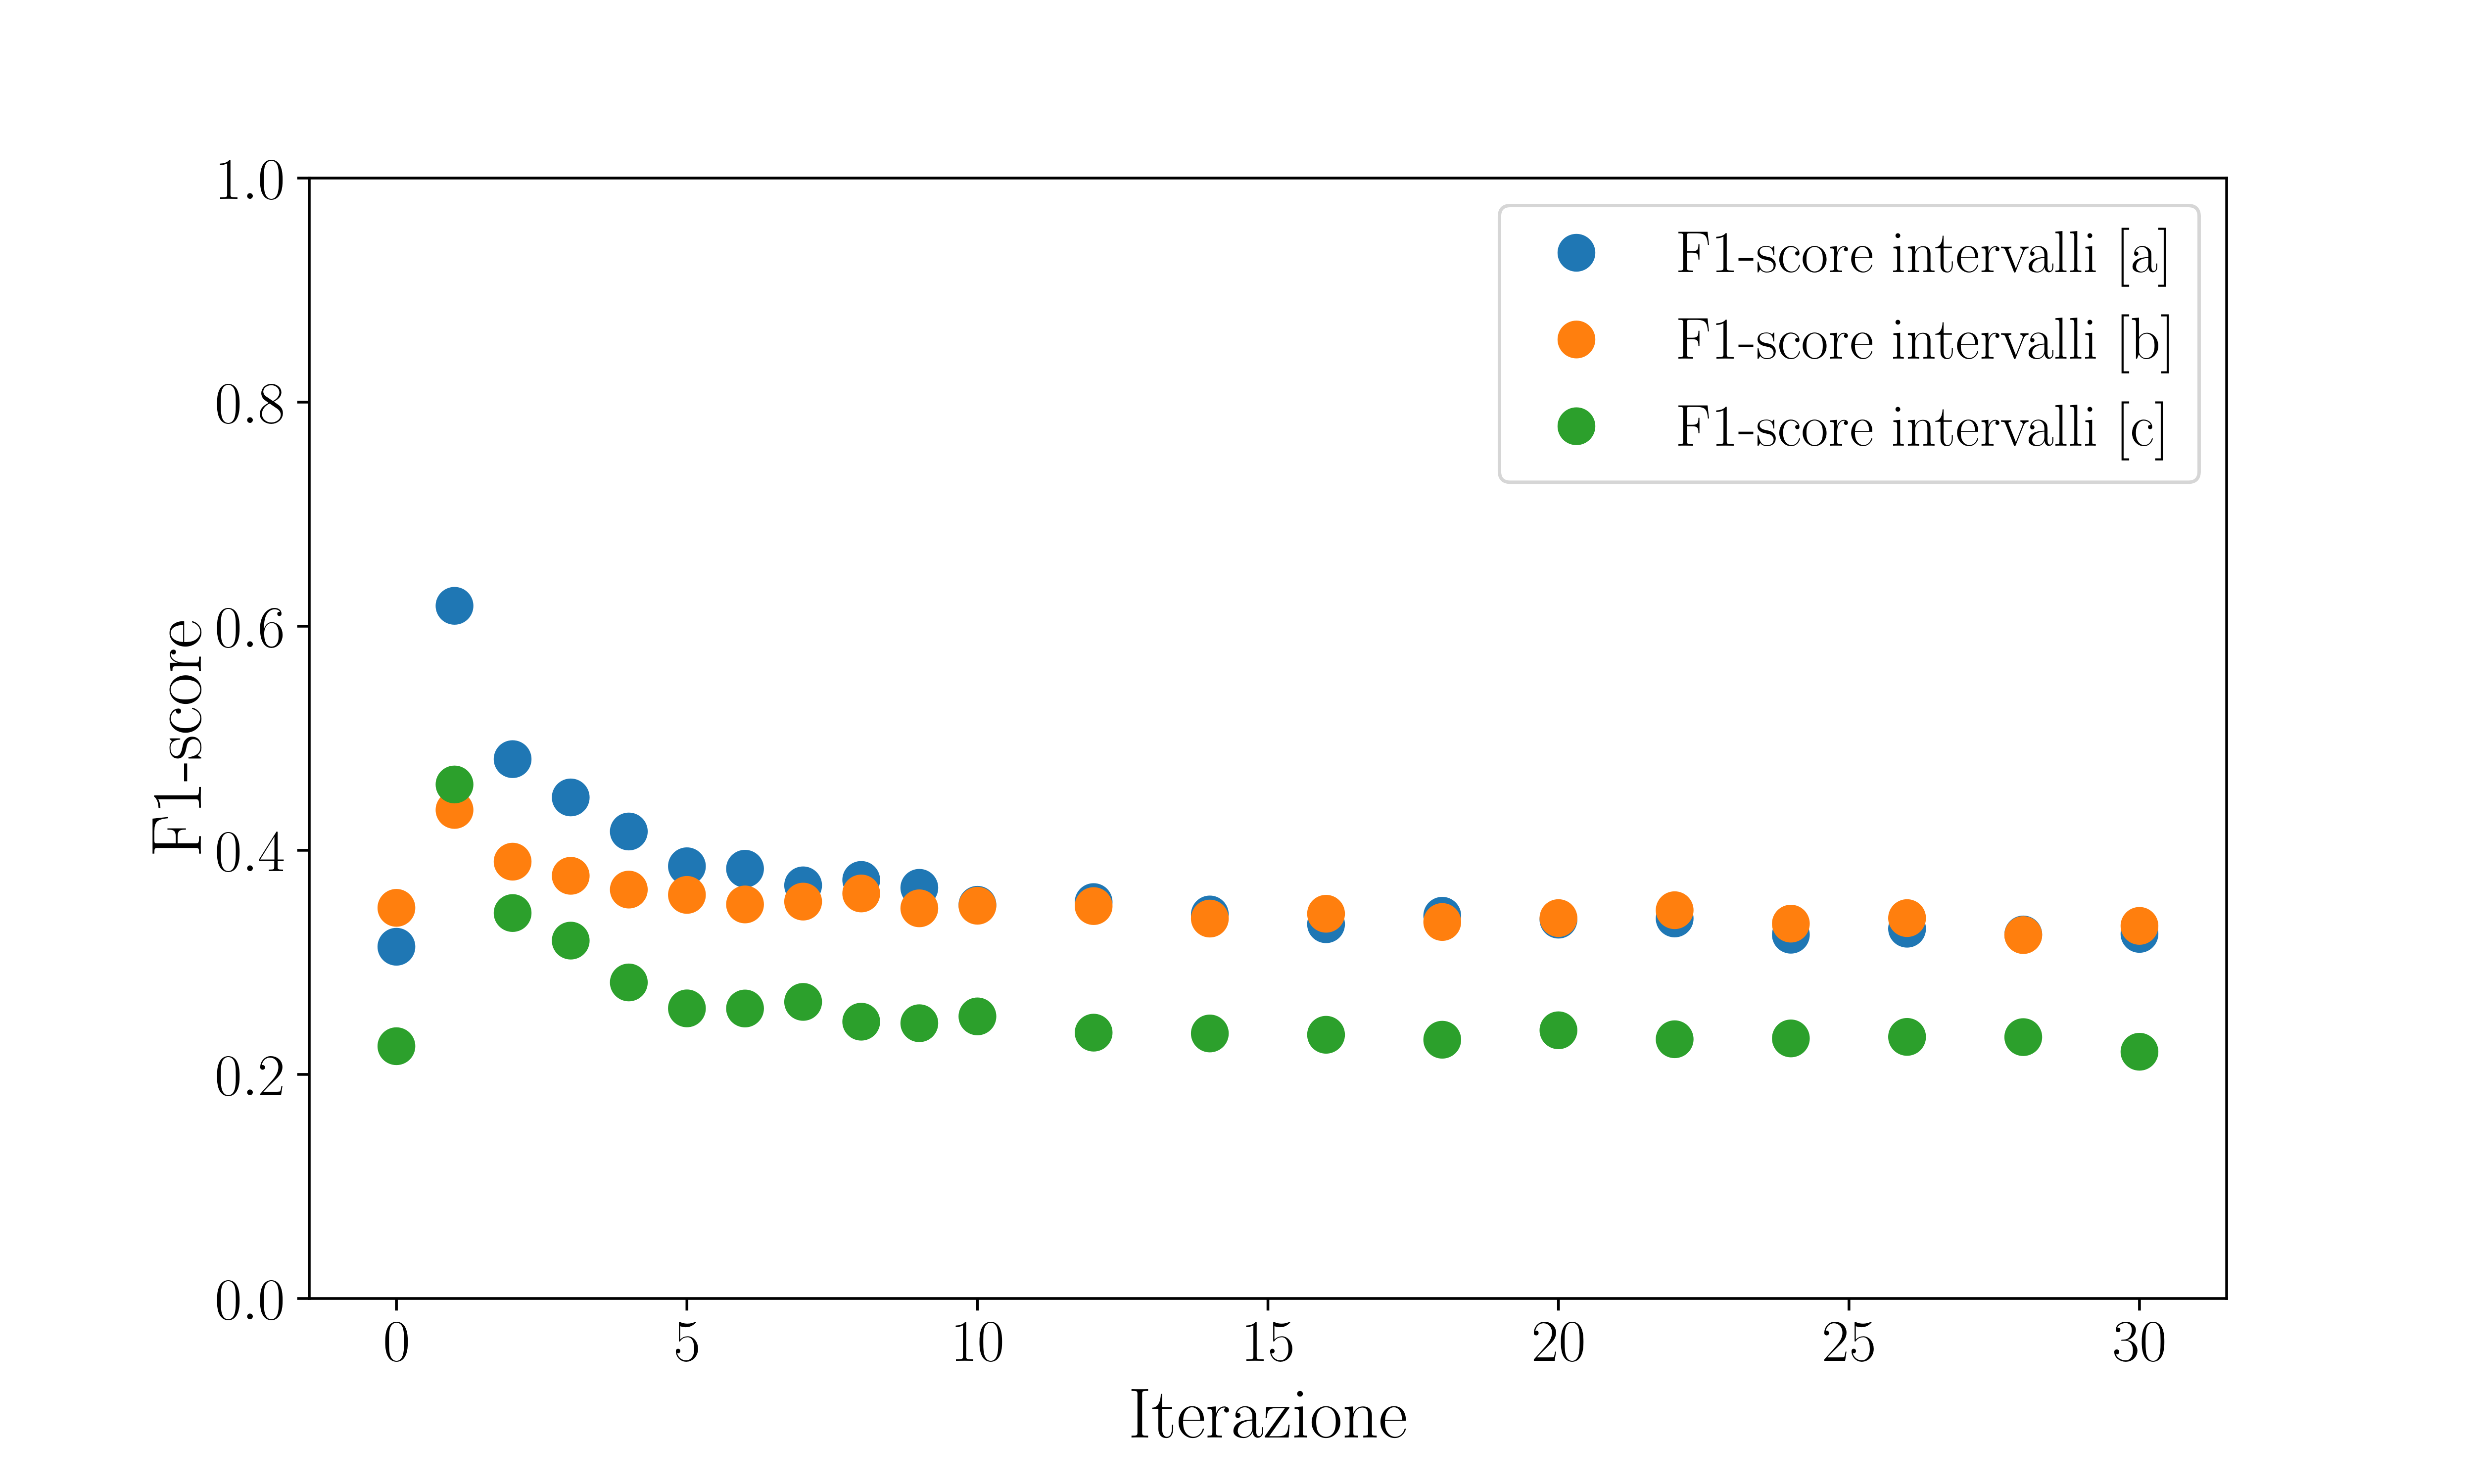 F1-score intervalli [a]
F1-score intervalli [b]
F1-score intervalli [c]
F1-score
1.0
0.8
0.6
0.4
0.2
0.0
0 5 10 15 20 25 30
Iterazione